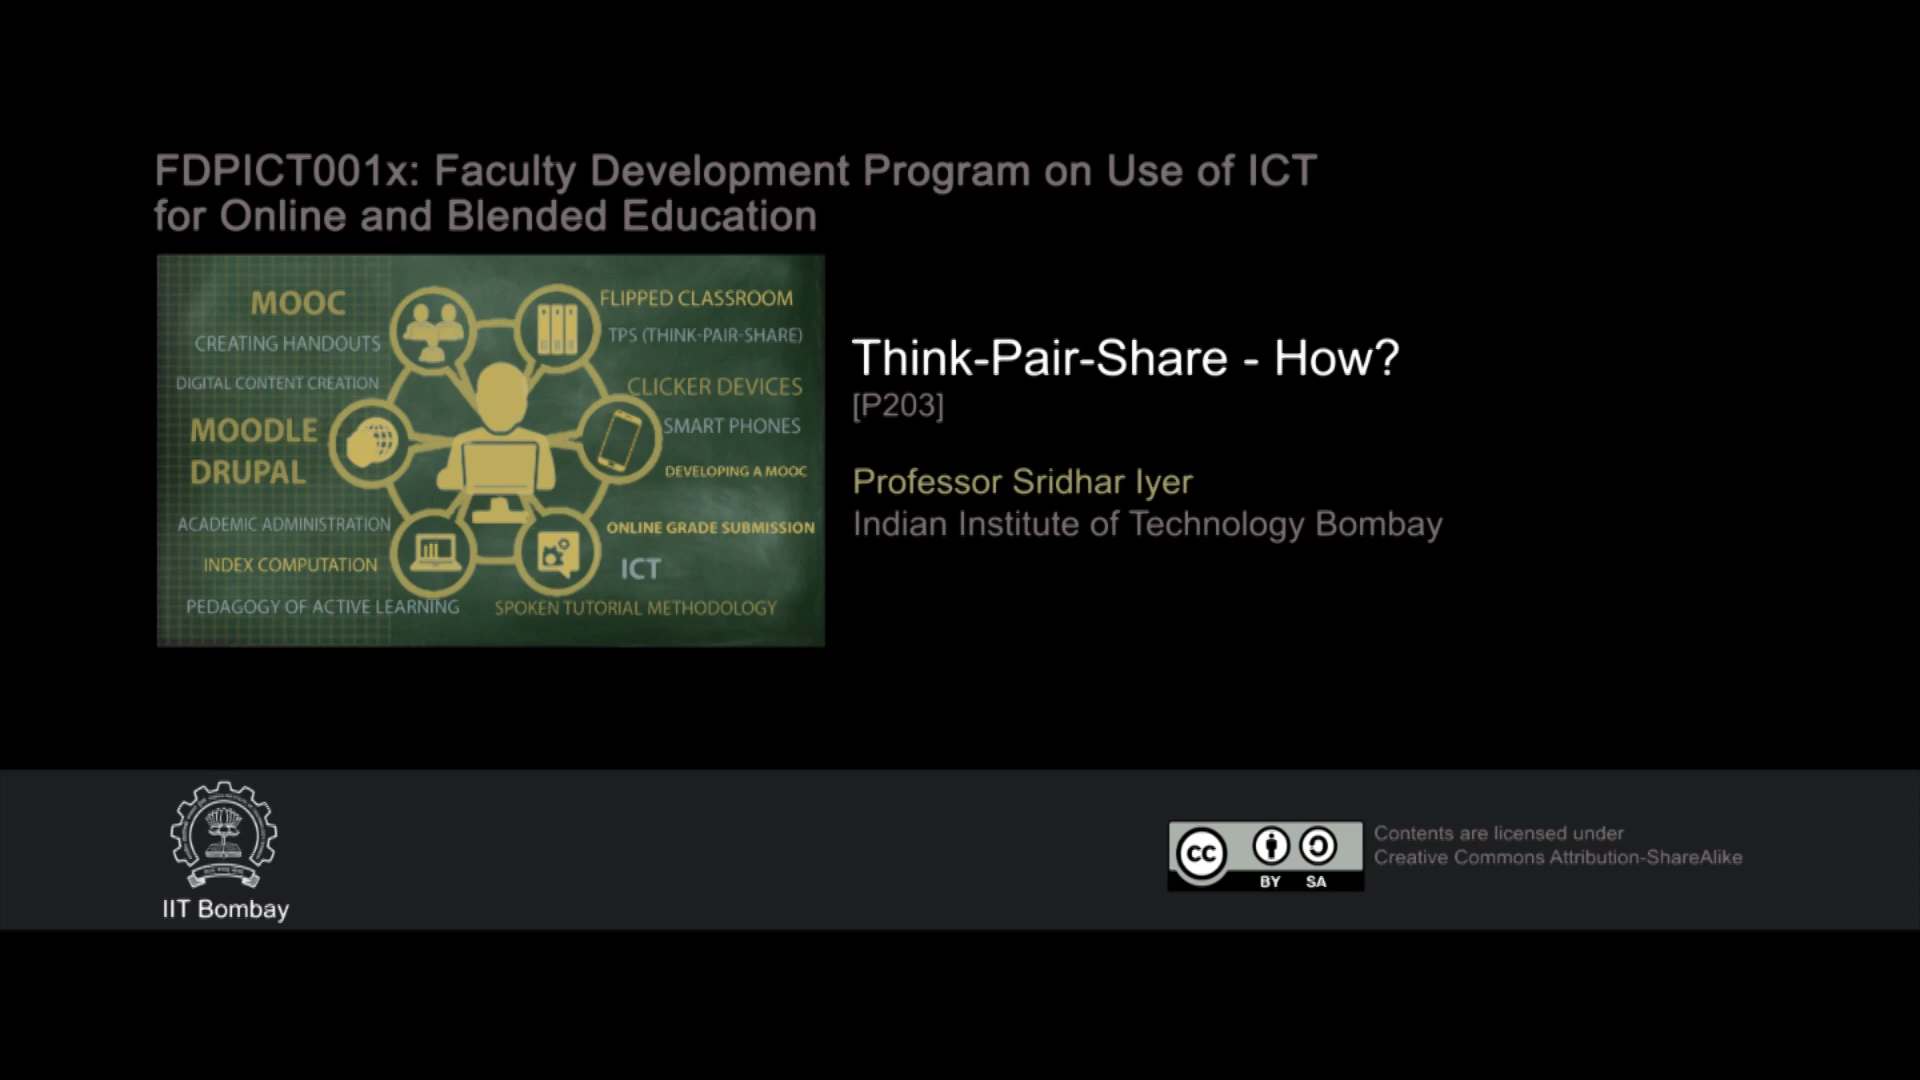 FDPICT001x: Faculty Development Program on Use of ICT
for Online and Blended Education
MOOC
CREATING HANDOUTS
DIGITAL CONTENT CREATION
MOODLE
DRUPAL
ACADEMIC ADMINISTRATION
INDEX COMPUTATION
PEDAGOGY OF ACTIVE LEARNING
FLIPPED CLASSROOM
TPS (THINK-PAIR-SHARE)
CLICKER DEVICES
SMART PHONES
DEVELOPING A MOOC
ONLINE GRADE SUBMISSION
ICT
SPOKEN TUTORIAL METHODOLOGY
Think-Pair-Share - How?
[P203]
Professor Sridhar Iyer
Indian Institute of Technology Bombay
IIT Bombay
cc
BY SA
Contents are licensed under
Creative Commons Attribution-ShareAlike